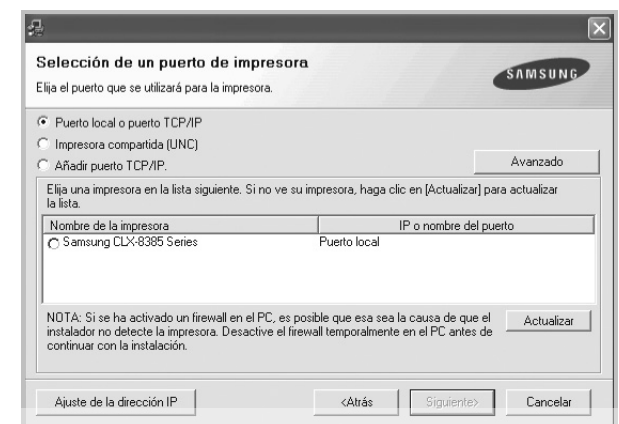 Selección de un puerto de impresora
Elija el puerto que se utilizará para la impresora.
SAMSUNG
Puerto local o puerto TCP/IP
Impresora compartida (UNC)
Añadir puerto TCP/IP.
Avanzado
Elija una impresora en la lista siguiente. Si no ve su impresora, haga clic en [Actualizar] para actualizar
la lista.
Nombre de la impresora IP o nombre del puerto
Samsung CLX-8385 Series Puerto local
NOTA: Si se ha activado un firewall en el PC, es posible que esa sea la causa de que el
instalador no detecte la impresora. Desactive el firewall temporalmente en el PC antes de
continuar con la instalación.
Actualizar
Ajuste de la dirección IP <Atrás Siguiente> Cancelar